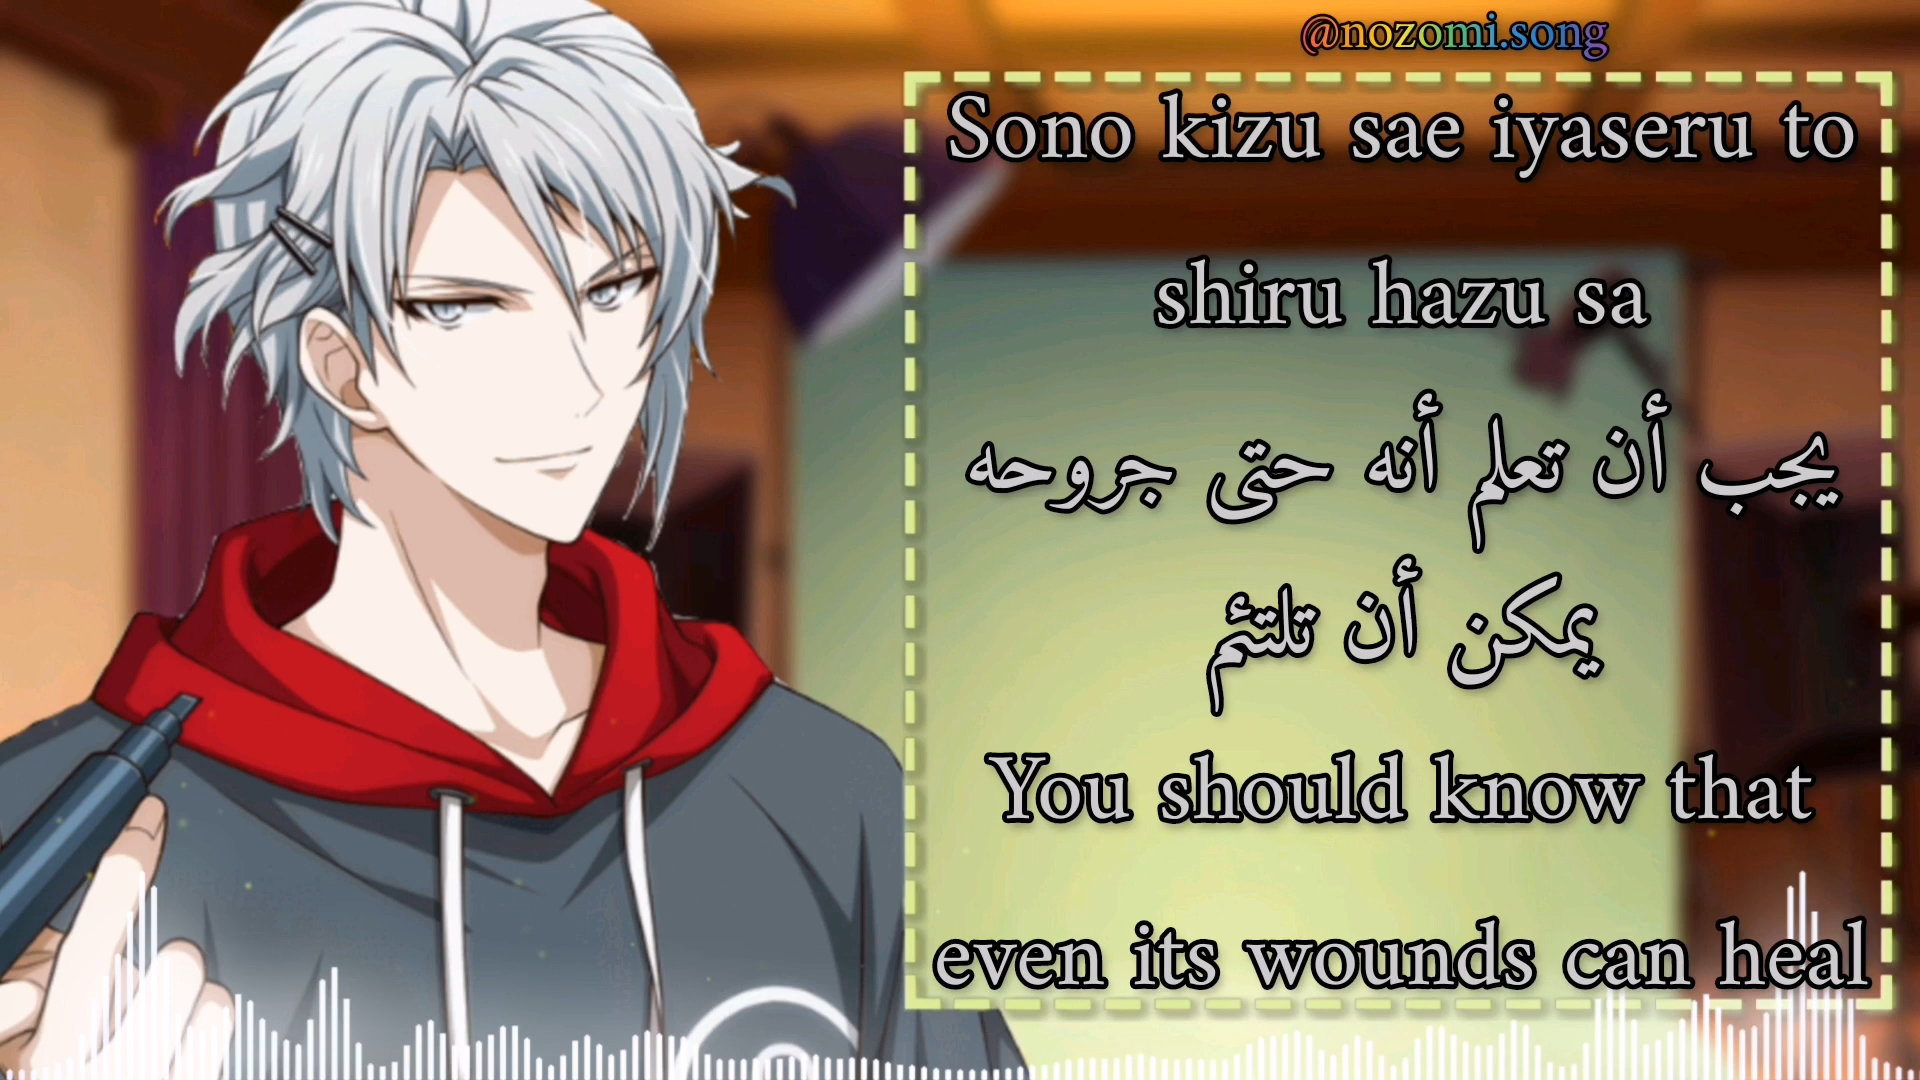 @nozomi.song
Sono kizu sae iyaseru to
shiru hazu sa
يجب أن تعلم أنه حتى جروحه
يمكن أن تلتئم
You should know that
even its wounds can heal